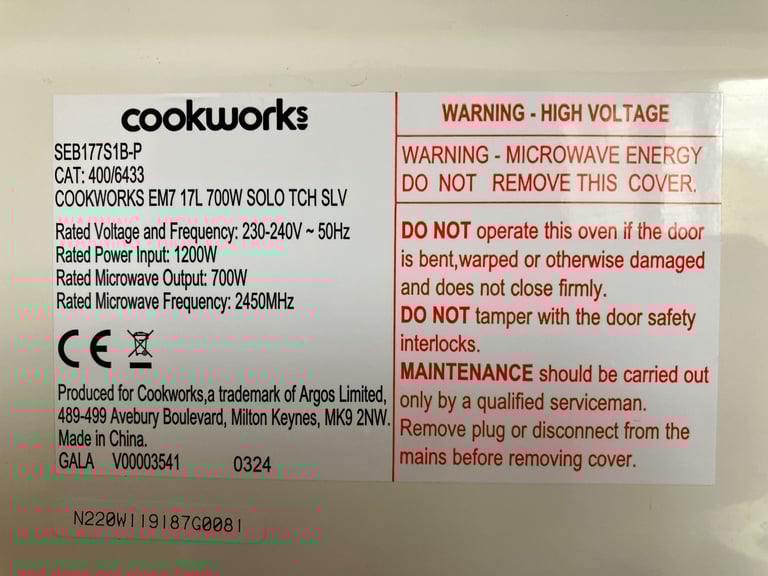 cookworks
SEB177S1B-P
CAT: 400/6433
COOKWORKS EM7 17L 700W SOLO TCH SLV
Rated Voltage and Frequency: 230-240V ~ 50Hz
Rated Power Input: 1200W
Rated Microwave Output: 700W
Rated Microwave Frequency: 2450MHz
CE
Produced for Cookworks,a trademark of Argos Limited,
489-499 Avebury Boulevard, Milton Keynes, MK9 2NW.
Made in China.
GALA V00003541 0324
N220W119187G0081
WARNING - HIGH VOLTAGE
WARNING - MICROWAVE ENERGY
DO NOT REMOVE THIS COVER.
DO NOT operate this oven if the door
is bent,warped or otherwise damaged
and does not close firmly.
DO NOT tamper with the door safety
interlocks.
MAINTENANCE should be carried out
only by a qualified serviceman.
Remove plug or disconnect from the
mains before removing cover.